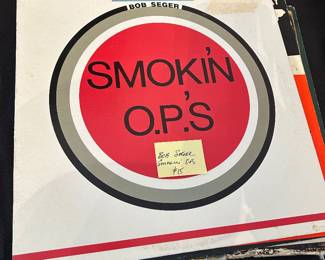 BOB SEGER
SMOKIN'
O.P.'S
BOB SEGER
SMOKIN OPS
$15